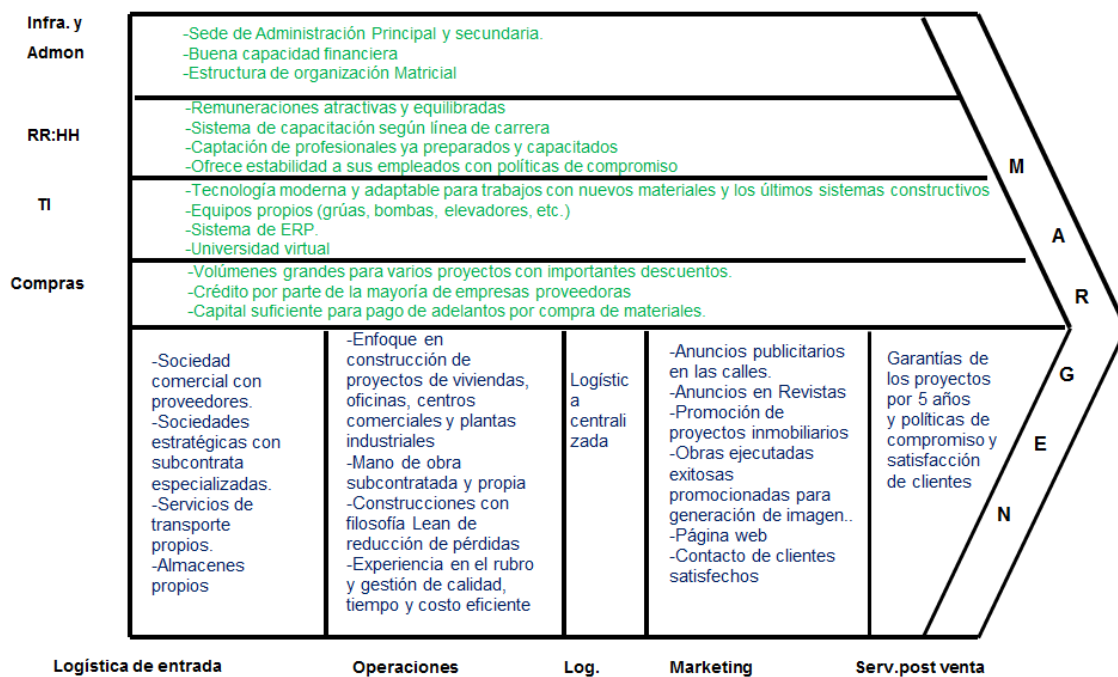 Infra. y
Admon
-Sede de Administración Principal y secundaria.
-Buena capacidad financiera
-Estructura de organización Matricial
RR:HH
-Remuneraciones atractivas y equilibradas
-Sistema de capacitación según línea de carrera
-Captación de profesionales ya preparados y capacitados
-Ofrece estabilidad a sus empleados con políticas de compromiso
TI
-Tecnología moderna y adaptable para trabajos con nuevos materiales y los últimos sistemas constructivos
-Equipos propios (grúas, bombas, elevadores, etc.)
-Sistema de ERP.
-Universidad virtual
Compras
-Volúmenes grandes para varios proyectos con importantes descuentos.
-Crédito por parte de la mayoría de empresas proveedoras
-Capital suficiente para pago de adelantos por compra de materiales.
-Sociedad
comercial con
proveedores.
-Sociedades
estratégicas con
subcontrata
especializadas.
-Servicios de
transporte
propios.
-Almacenes
propios
-Enfoque en
construcción de
proyectos de viviendas,
oficinas, centros
comerciales y plantas
industriales
-Mano de obra
subcontratada y propia
-Construcciones con
filosofía Lean de
reducción de pérdidas
-Experiencia en el rubro
y gestión de calidad,
tiempo y costo eficiente
Logístic
a
centrali
zada
-Anuncios publicitarios
en las calles.
-Anuncios en Revistas
-Promoción de
proyectos inmobiliarios
-Obras ejecutadas
exitosas
promocionadas para
generación de imagen..
-Página web
-Contacto de clientes
satisfechos
Garantías de
los proyectos
por 5 años
y políticas de
compromiso y
satisfacción
de clientes
M
A
R
G
E
N
Logística de entrada
Operaciones
Log.
Marketing
Serv.post venta